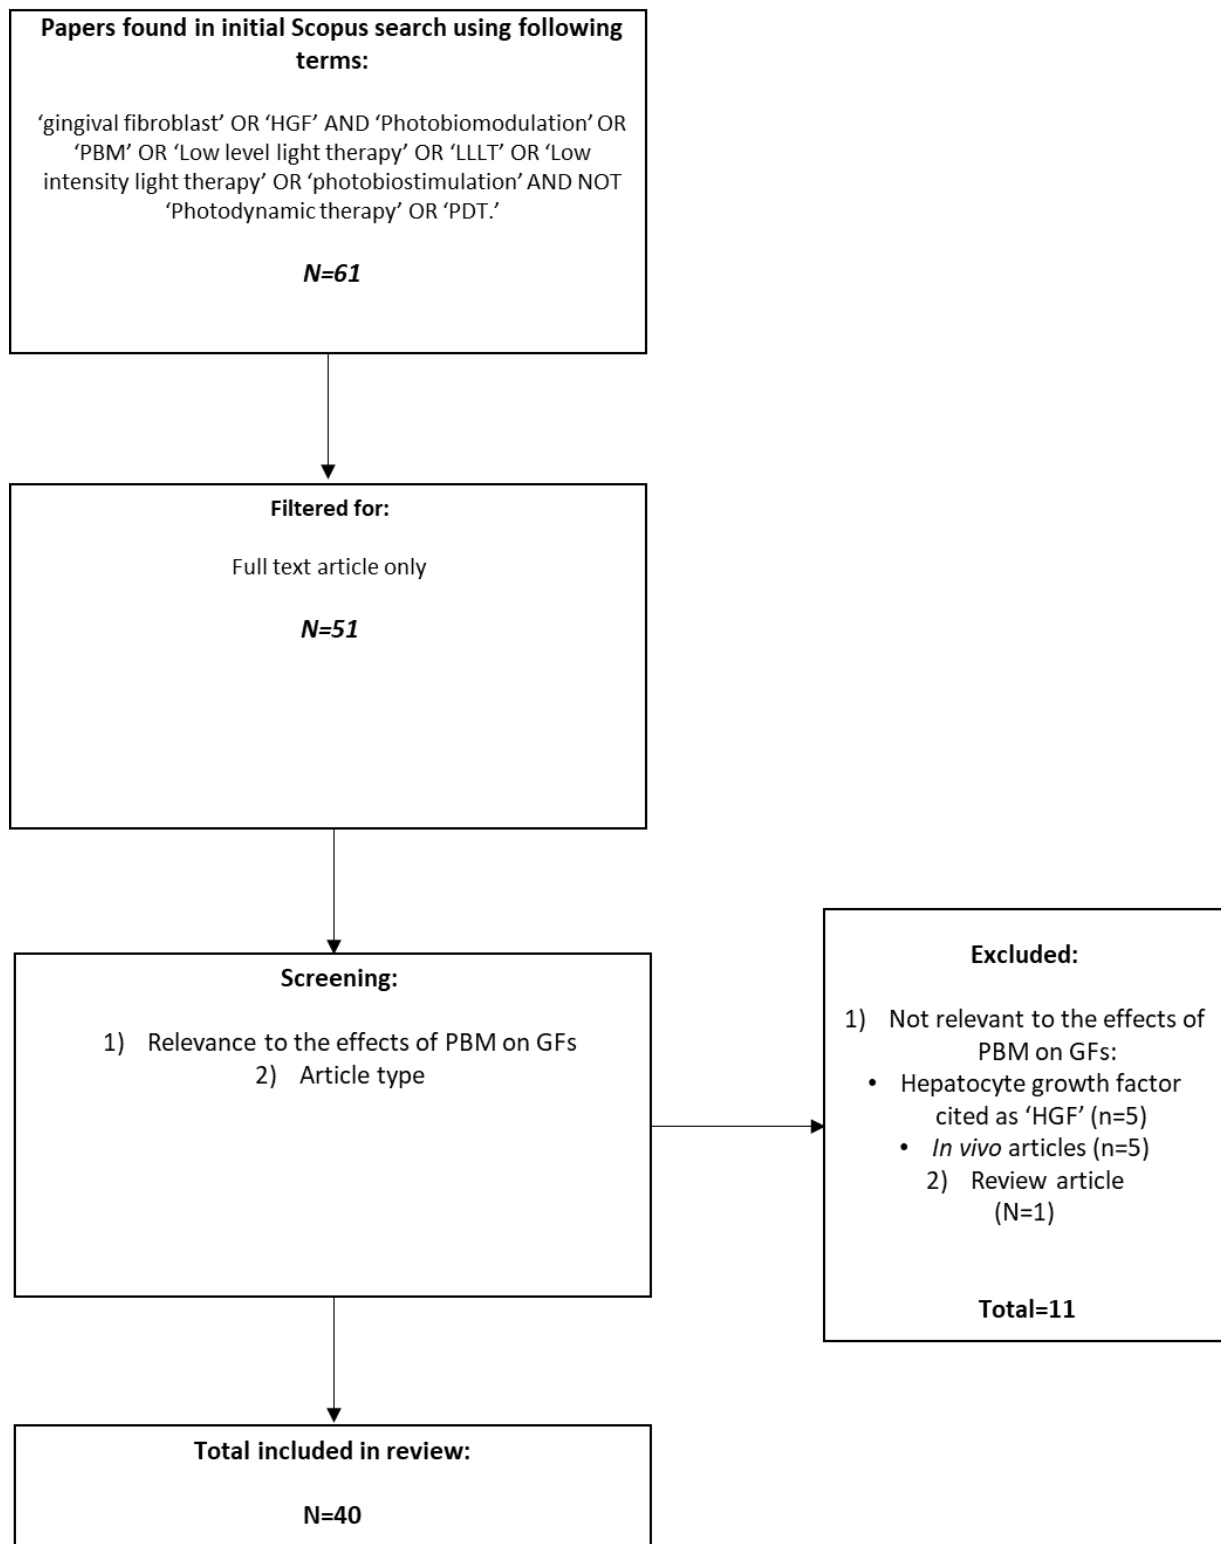 Papers found in initial Scopus search using following
terms:
‘gingival fibroblast’ OR ‘HGF’ AND ‘Photobiomodulation’ OR
‘PBM’ OR ‘Low level light therapy’ OR ‘LLLT’ OR ‘Low
intensity light therapy’ OR ‘photobiostimulation’ AND NOT
‘Photodynamic therapy’ OR ‘PDT.’
N=61
Filtered for:
Full text article only
N=51
Screening:
1) Relevance to the effects of PBM on GFs
2) Article type
Excluded:
1) Not relevant to the effects of
PBM on GFs:
• Hepatocyte growth factor
cited as ‘HGF’ (n=5)
• In vivo articles (n=5)
2) Review article
(N=1)
Total=11
Total included in review:
N=40